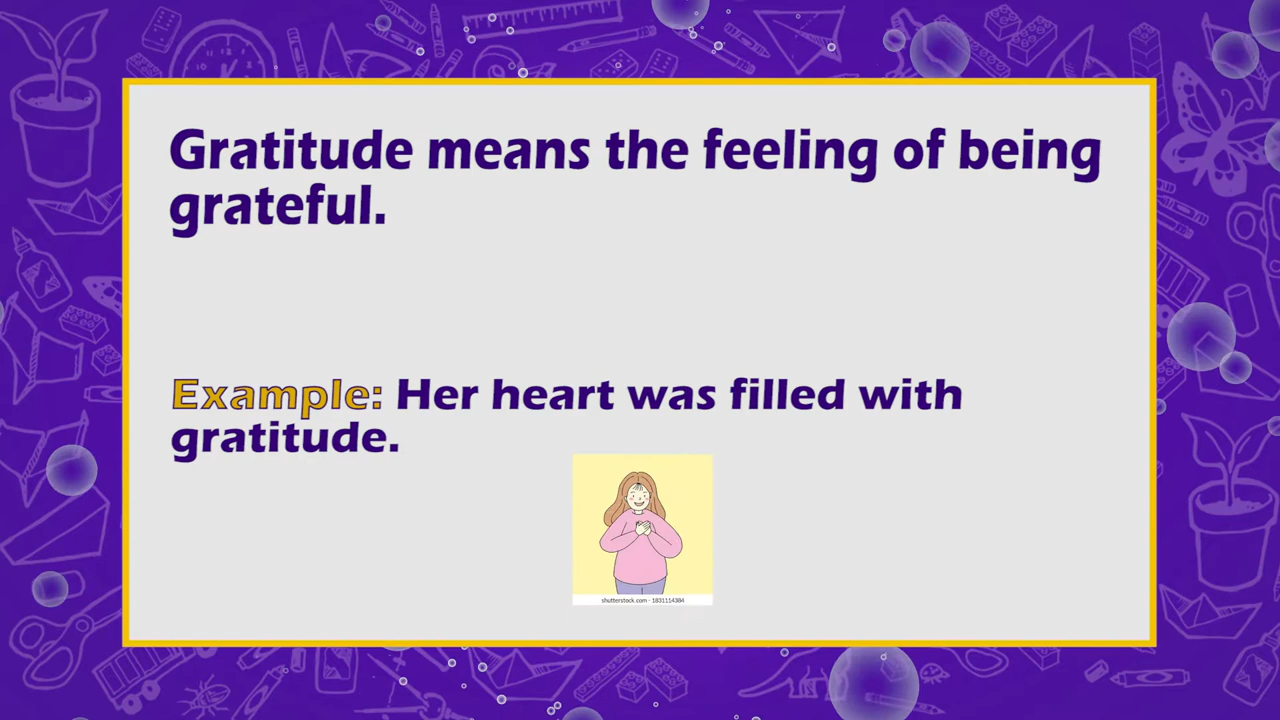 Gratitude means the feeling of being
grateful.
Example: Her heart was filled with
gratitude.
shutterstock.com · 1831114384